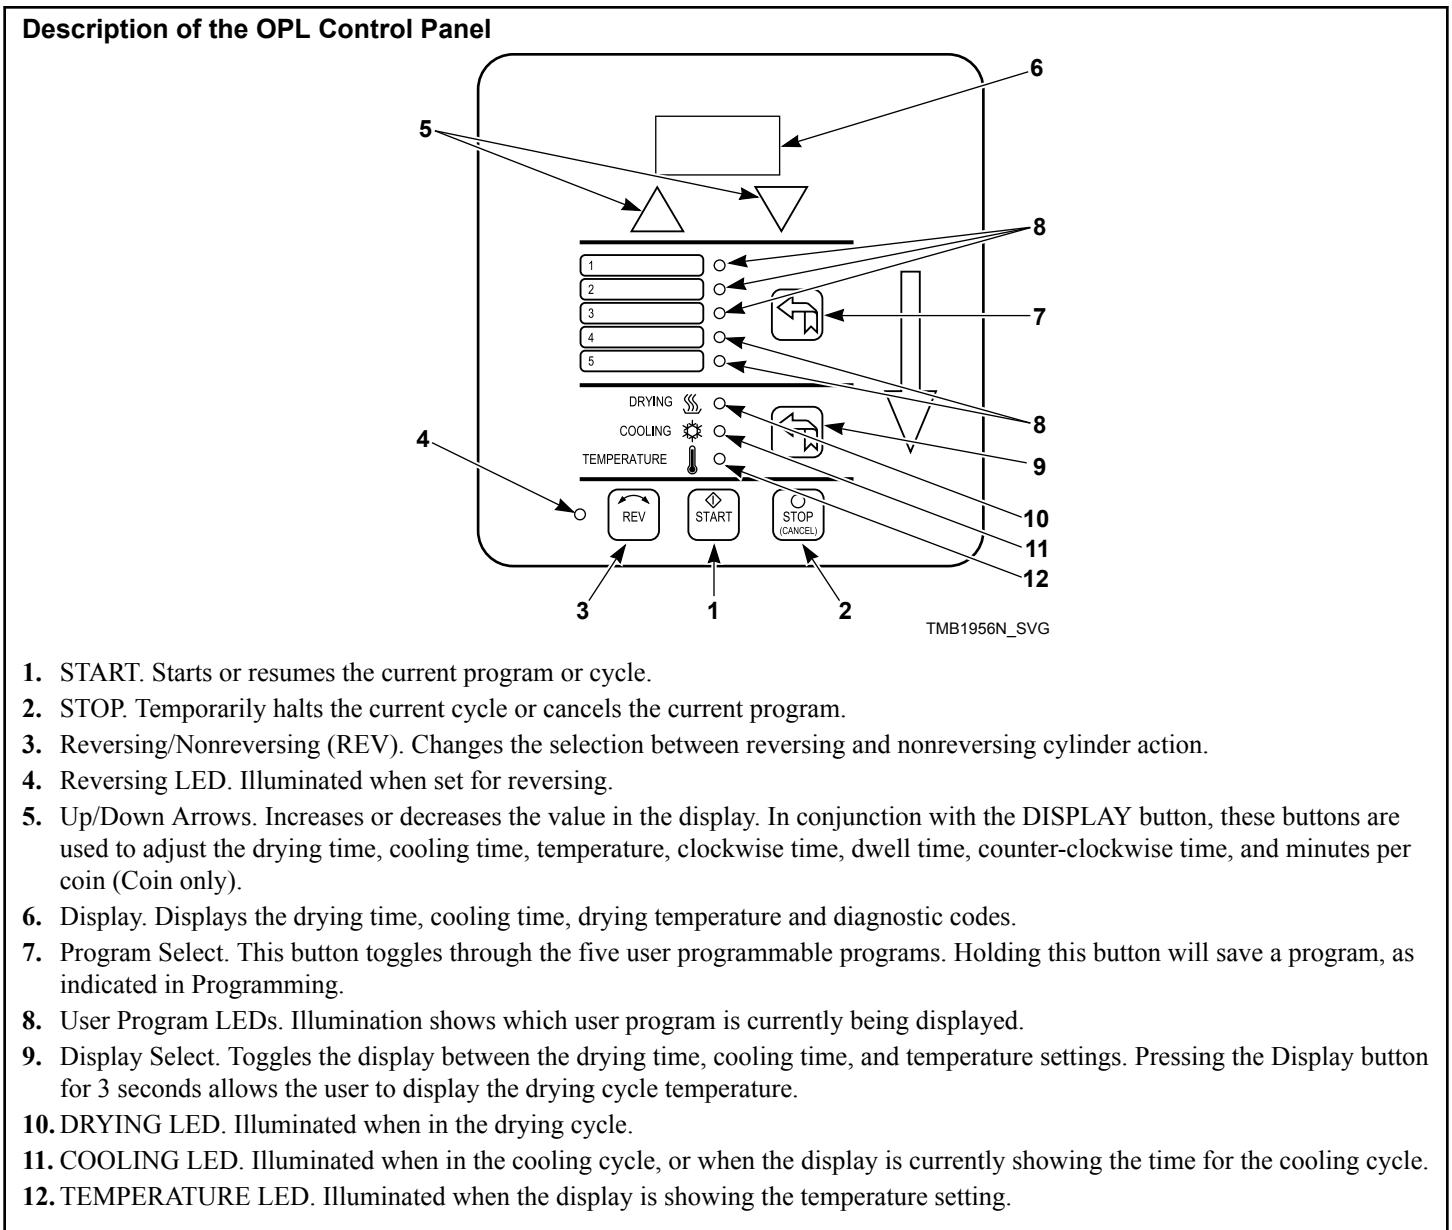 Description of the OPL Control Panel
6
5
8
1
2
3
7
4
5
DRYING
8
COOLING
4
TEMPERATURE
9
REV
START
STOP
(CANCEL)
10
11
12
3
1
2
TMB1956N_SVG
1. START. Starts or resumes the current program or cycle.
2. STOP. Temporarily halts the current cycle or cancels the current program.
3. Reversing/Nonreversing (REV). Changes the selection between reversing and nonreversing cylinder action.
4. Reversing LED. Illuminated when set for reversing.
5. Up/Down Arrows. Increases or decreases the value in the display. In conjunction with the DISPLAY button, these buttons are
used to adjust the drying time, cooling time, temperature, clockwise time, dwell time, counter-clockwise time, and minutes per
coin (Coin only).
6. Display. Displays the drying time, cooling time, drying temperature and diagnostic codes.
7. Program Select. This button toggles through the five user programmable programs. Holding this button will save a program, as
indicated in Programming.
8. User Program LEDs. Illumination shows which user program is currently being displayed.
9. Display Select. Toggles the display between the drying time, cooling time, and temperature settings. Pressing the Display button
for 3 seconds allows the user to display the drying cycle temperature.
10. DRYING LED. Illuminated when in the drying cycle.
11. COOLING LED. Illuminated when in the cooling cycle, or when the display is currently showing the time for the cooling cycle.
12. TEMPERATURE LED. Illuminated when the display is showing the temperature setting.